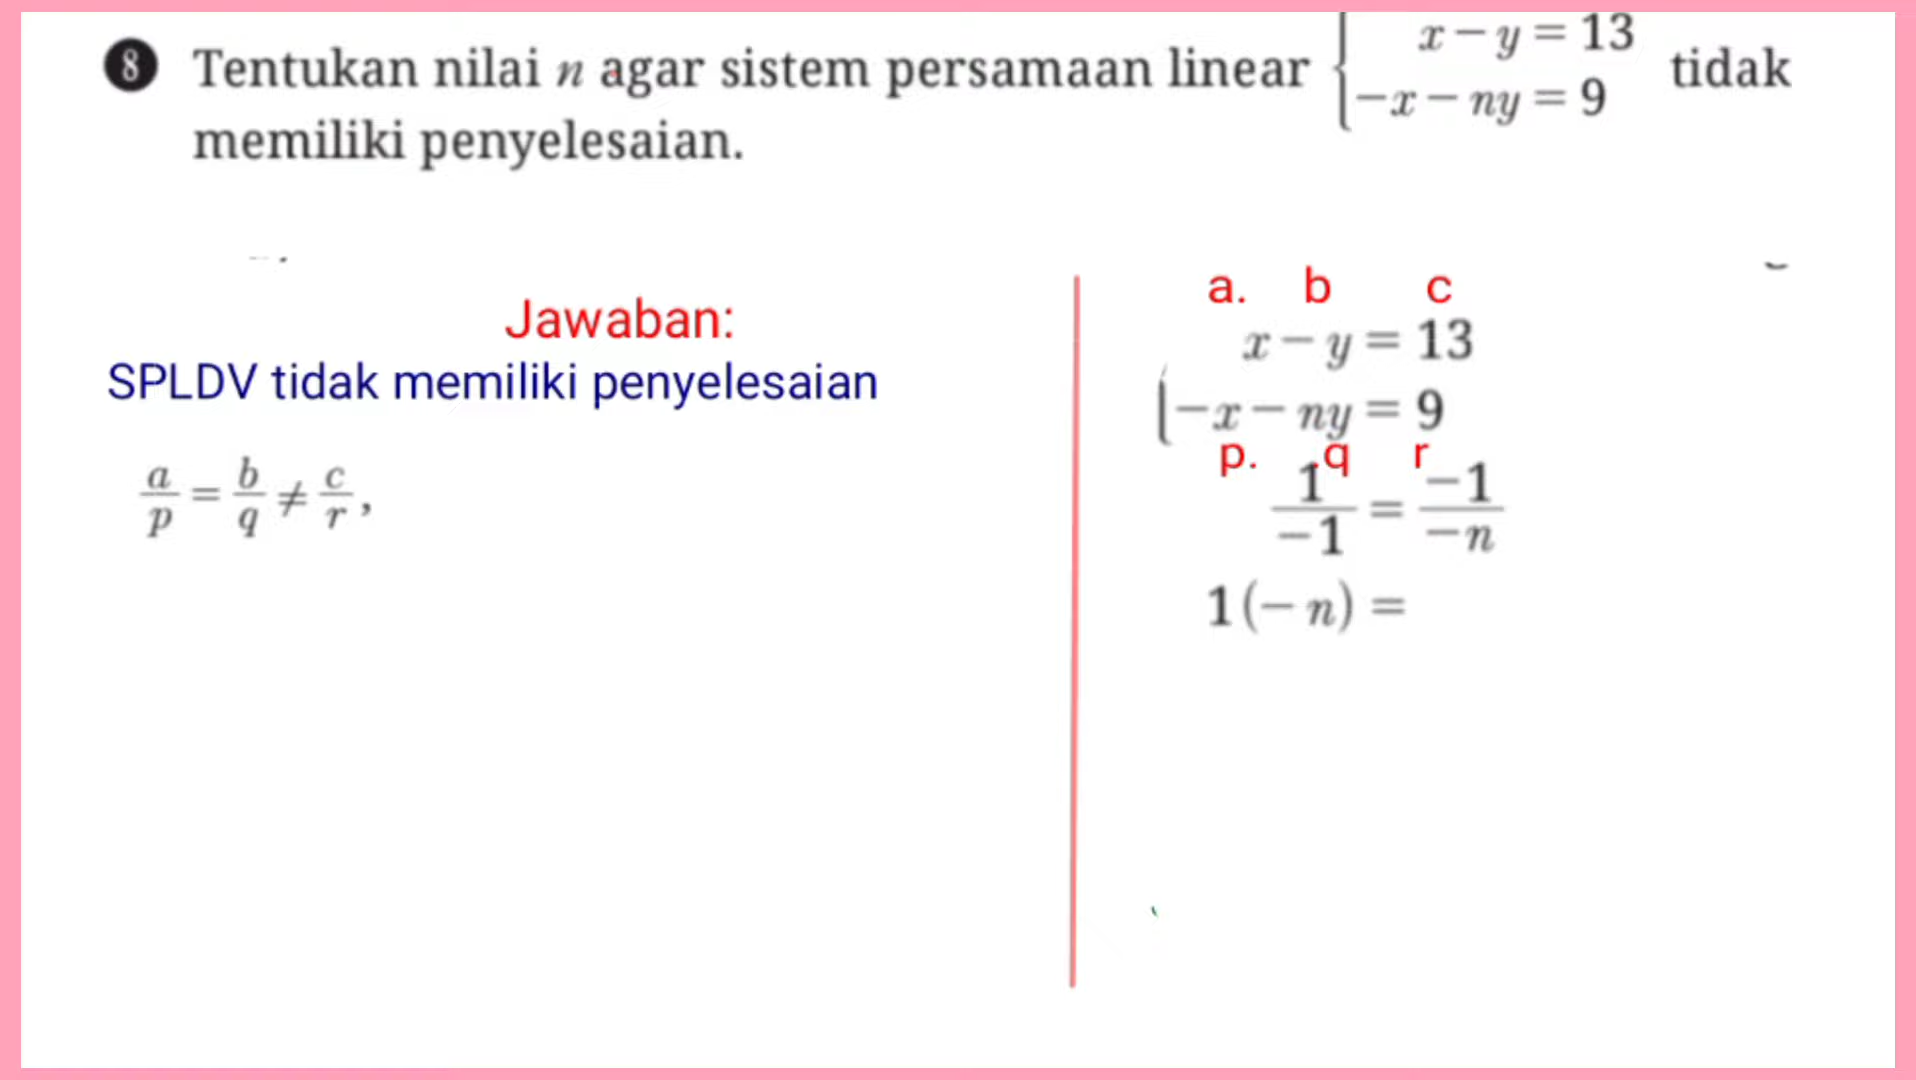 8 Tentukan nilai n agar sistem persamaan linear { x − y = 13 tidak
−x − ny = 9
memiliki penyelesaian.
Jawaban:
SPLDV tidak memiliki penyelesaian
a/p = b/q ≠ c/r ,
a. b c
x − y = 13
{ −x − ny = 9
p. q r
1/−1 = −1/−n
1(− n) =